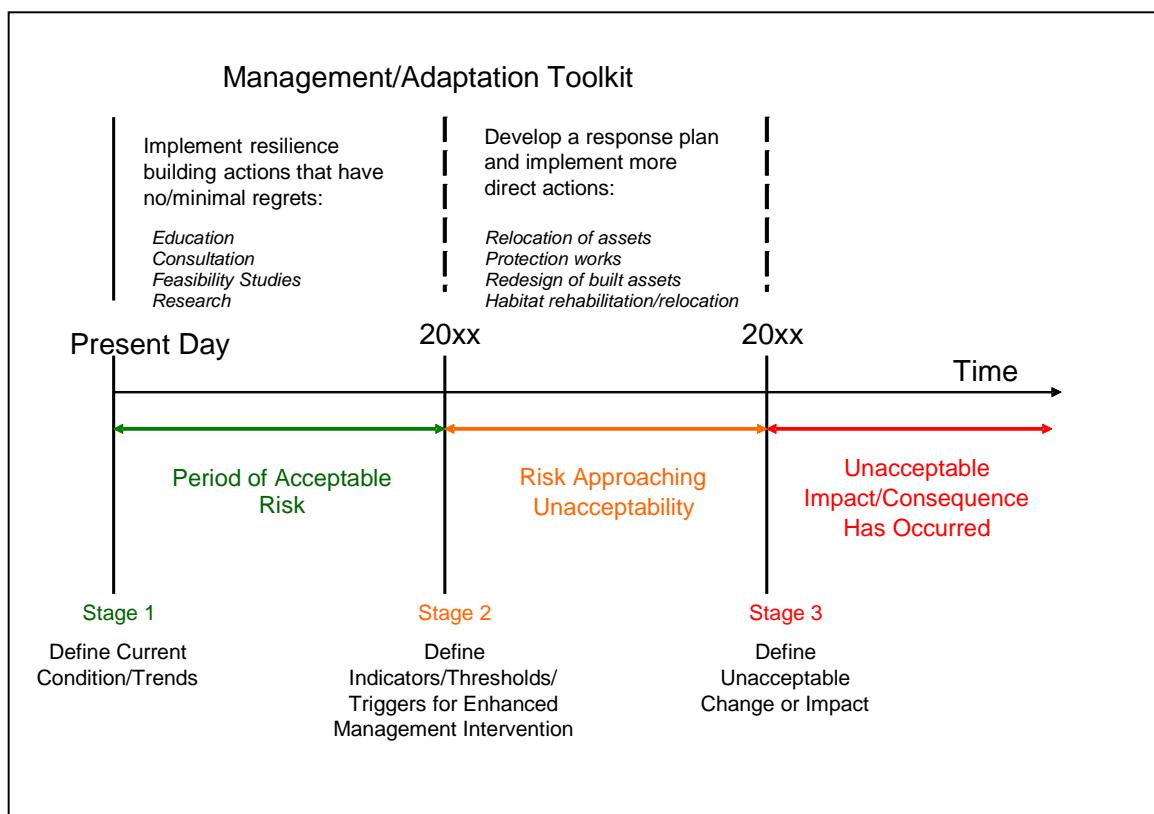 Management/Adaptation Toolkit
Implement resilience
building actions that have
no/minimal regrets:
Education
Consultation
Feasibility Studies
Research
Develop a response plan
and implement more
direct actions:
Relocation of assets
Protection works
Redesign of built assets
Habitat rehabilitation/relocation
Present Day
20xx
20xx
Time
Period of Acceptable
Risk
Risk Approaching
Unacceptability
Unacceptable
Impact/Consequence
Has Occurred
Stage 1
Define Current
Condition/Trends
Stage 2
Define
Indicators/Thresholds/
Triggers for Enhanced
Management Intervention
Stage 3
Define
Unacceptable
Change or Impact